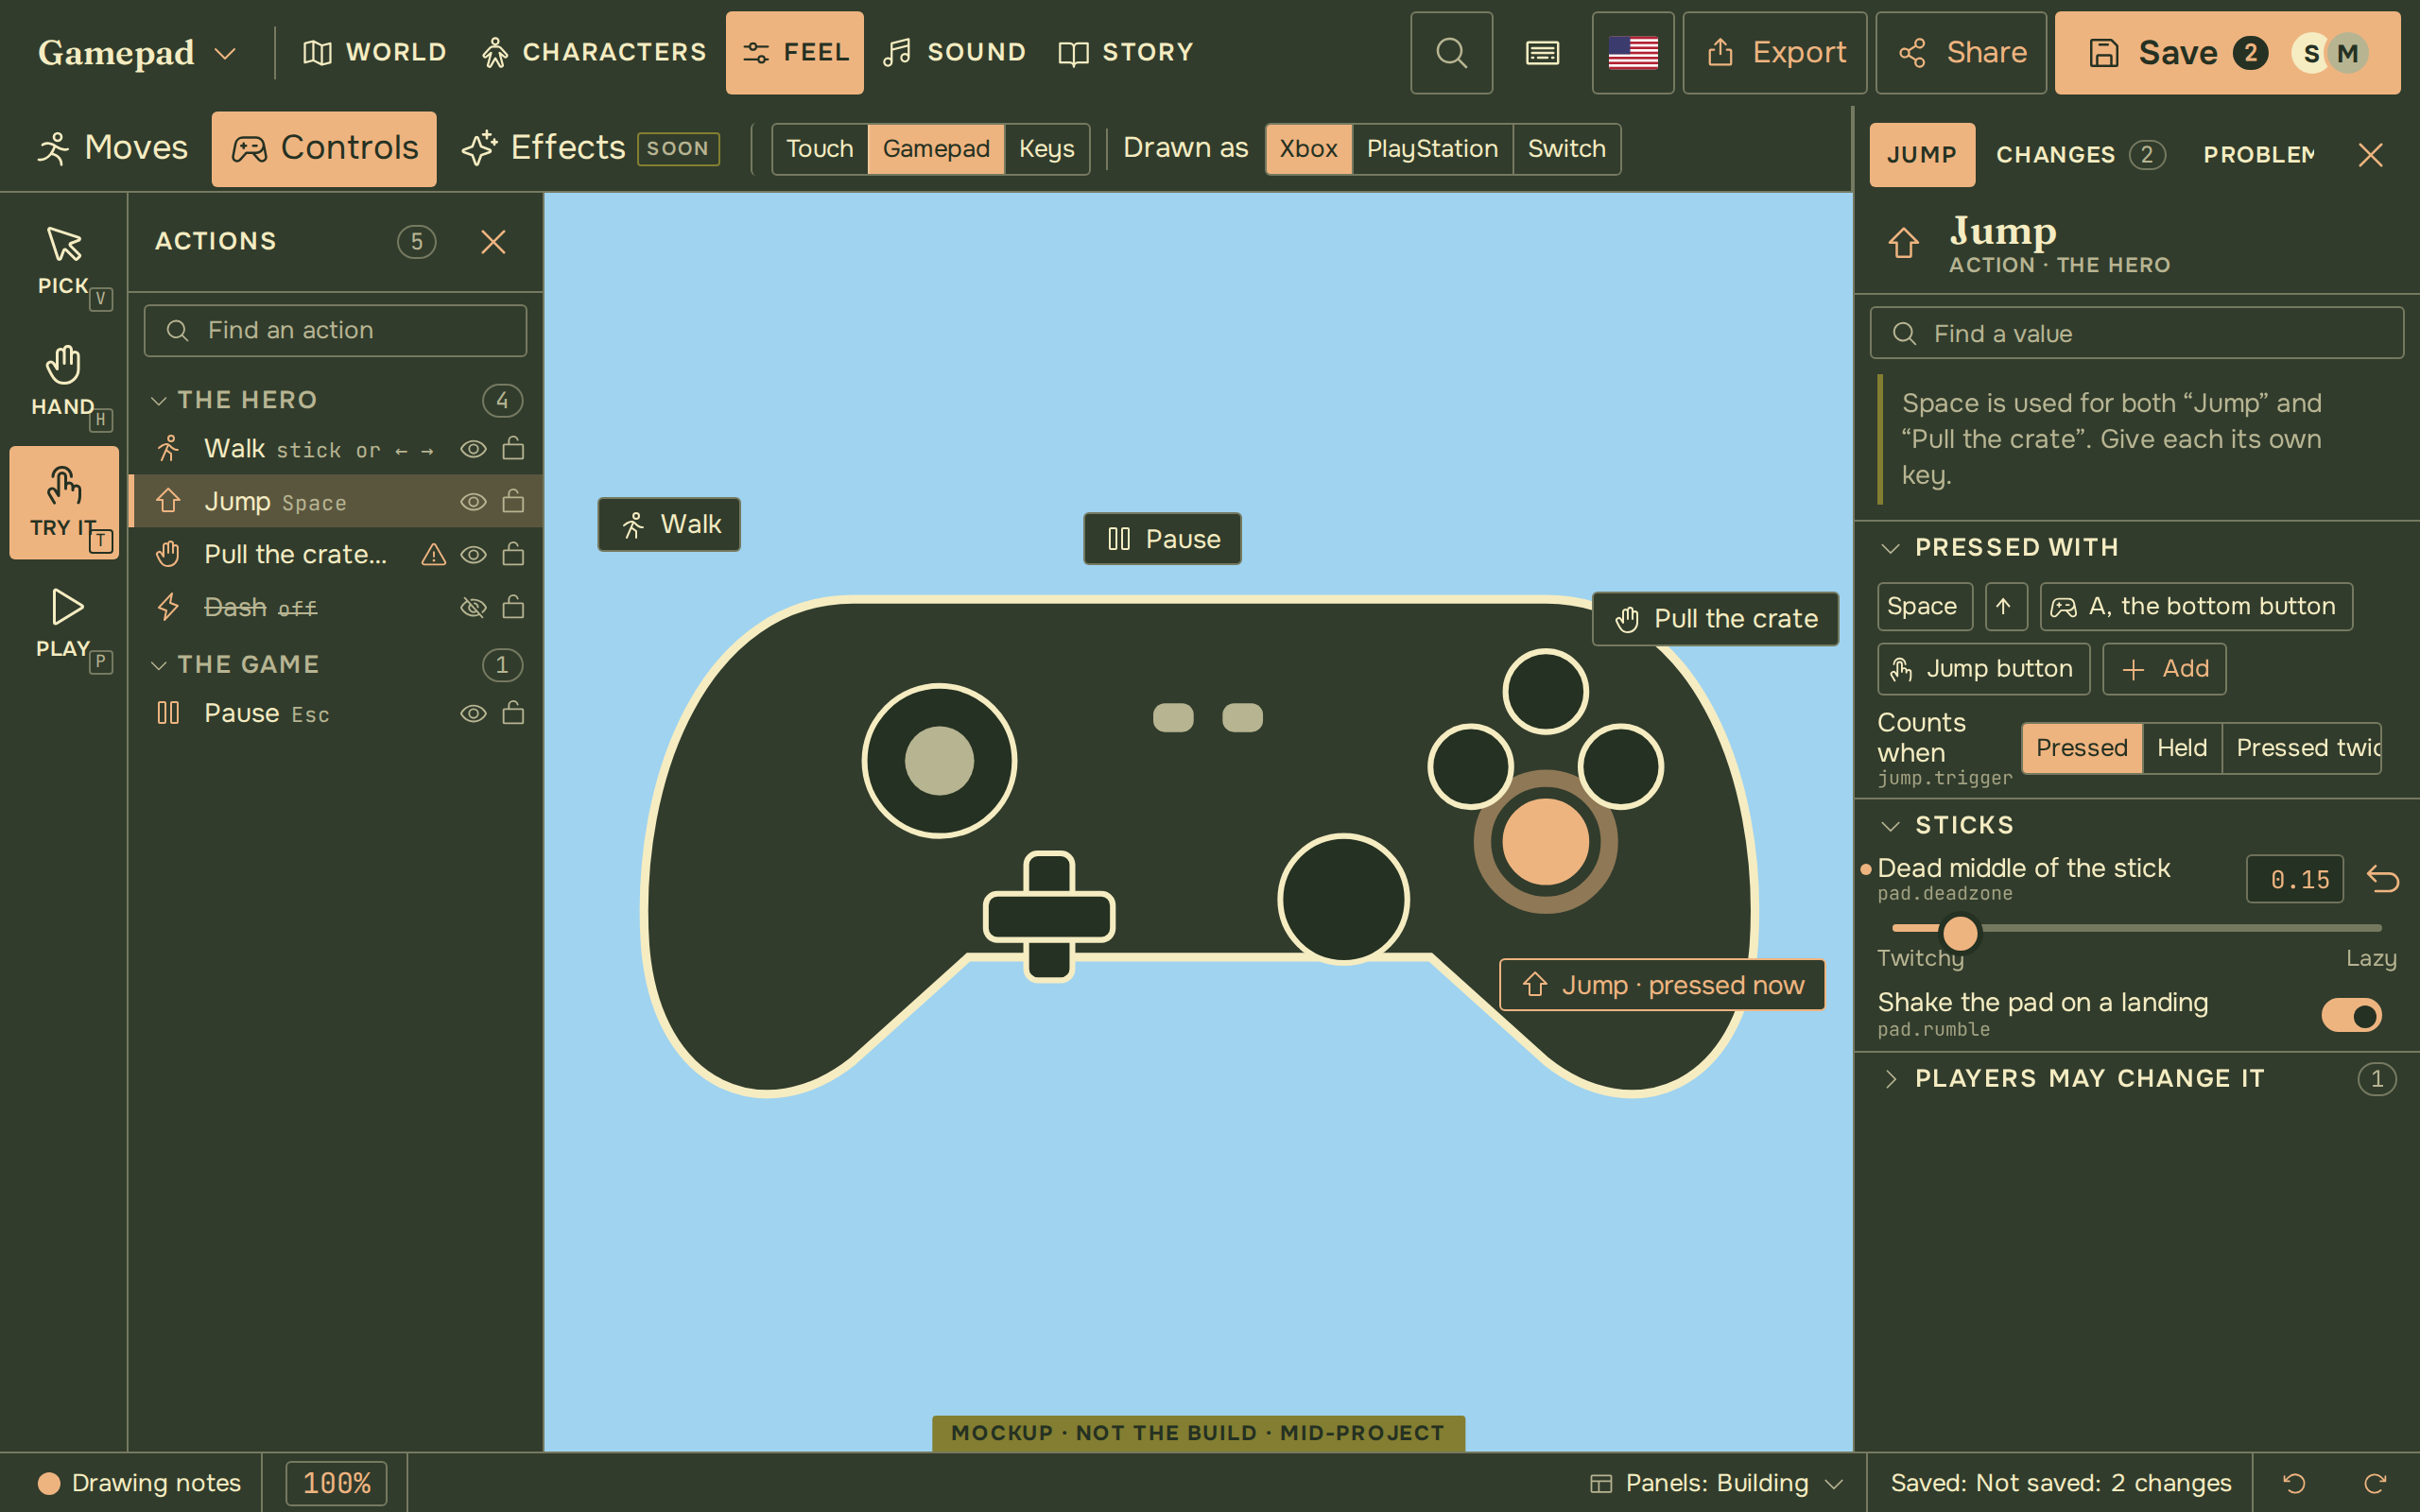 Gamepad
WORLD
CHARACTERS
FEEL
SOUND
STORY
Export
Share
Save 2 S M
Moves
Controls
Effects SOON
Touch Gamepad Keys
Drawn as
Xbox PlayStation Switch
JUMP
CHANGES 2
ACTIONS 5
PICK V
HAND H
TRY IT T
PLAY P
Find an action
THE HERO 4
Walk stick or ← →
Jump Space
Pull the crate...
Dash off
THE GAME 1
Pause Esc
Walk
Pause
Pull the crate
Jump · pressed now
MOCKUP · NOT THE BUILD · MID-PROJECT
Jump
ACTION · THE HERO
Find a value
Space is used for both “Jump” and
“Pull the crate”. Give each its own
key.
PRESSED WITH
Space ↑ A, the bottom button
Jump button + Add
Counts
when
jump.trigger
Pressed Held Pressed
STICKS
Dead middle of the stick
pad.deadzone
0.15
Twitchy Lazy
Shake the pad on a landing
pad.rumble
PLAYERS MAY CHANGE IT 1
Drawing notes
100%
Panels: Building
Saved: Not saved: 2 changes